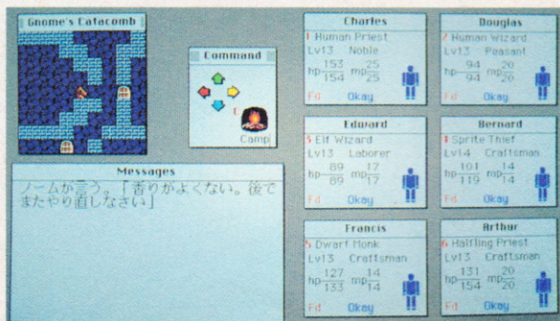 Gnome's Catacomb
Command
Camp
Messages
ノームが言う。「香りがよくない。後で
またやり直しなさい」
Charles
1 Human Priest
Lv13 Noble
hp 153 mp 25
154 25
Fd Okay
Douglas
2 Human Wizard
Lv13 Peasant
hp 94 mp 20
94 20
Fd Okay
Edward
Elf Wizard
Lv13 Laborer
hp 89 mp 17
89 17
Fd Okay
Bernard
Sprite Thief
Lv14 Craftsman
hp 101 mp 14
119 14
Fd Okay
Francis
5 Dwarf Monk
Lv13 Craftsman
hp 127 mp 14
133 14
Fd Okay
Arthur
6 Halfling Priest
Lv13 Craftsman
hp 131 mp 20
154 20
Fd Okay